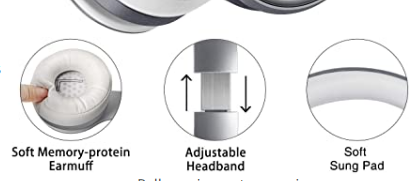 Soft Memory-protein
Earmuff
Adjustable
Headband
Soft
Sung Pad